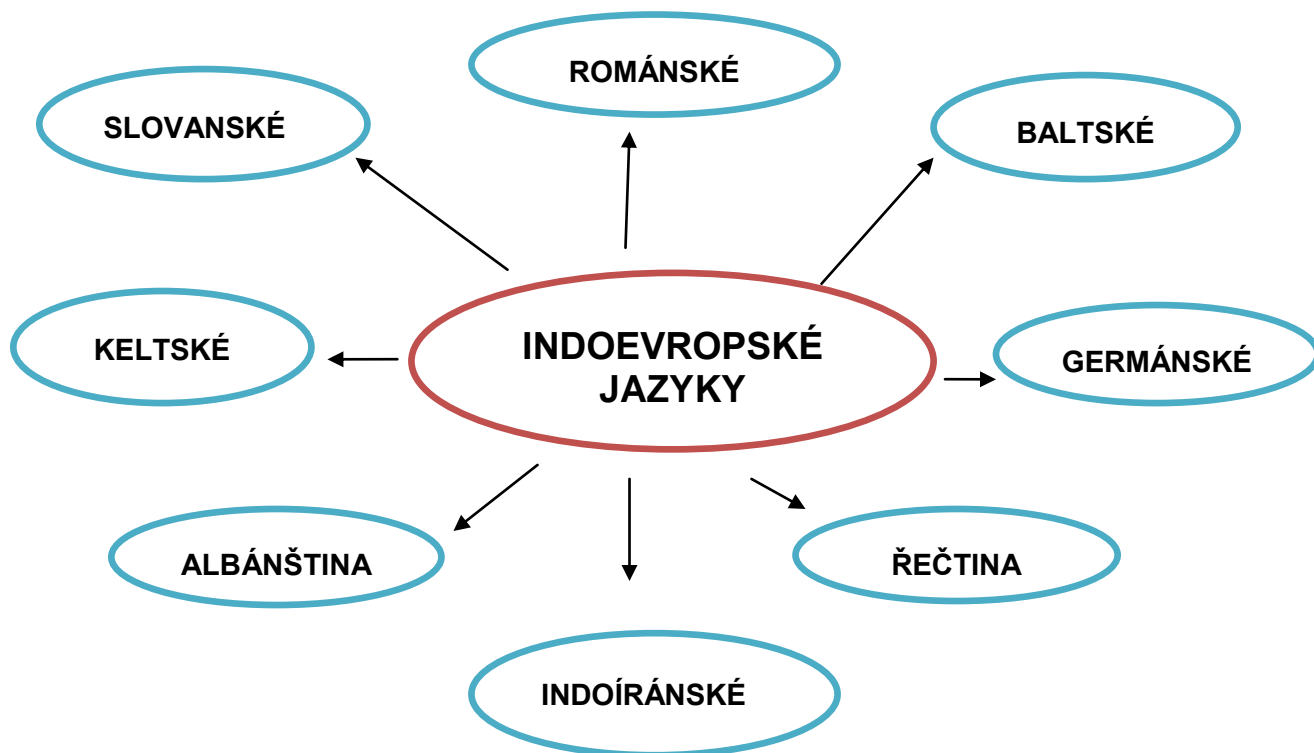 ROMÁNSKÉ
SLOVANSKÉ
BALTSKÉ
KELTSKÉ
INDOEVROPSKÉ
JAZYKY
GERMÁNSKÉ
ALBÁNŠTINA
ŘEČTINA
INDOÍRÁNSKÉ